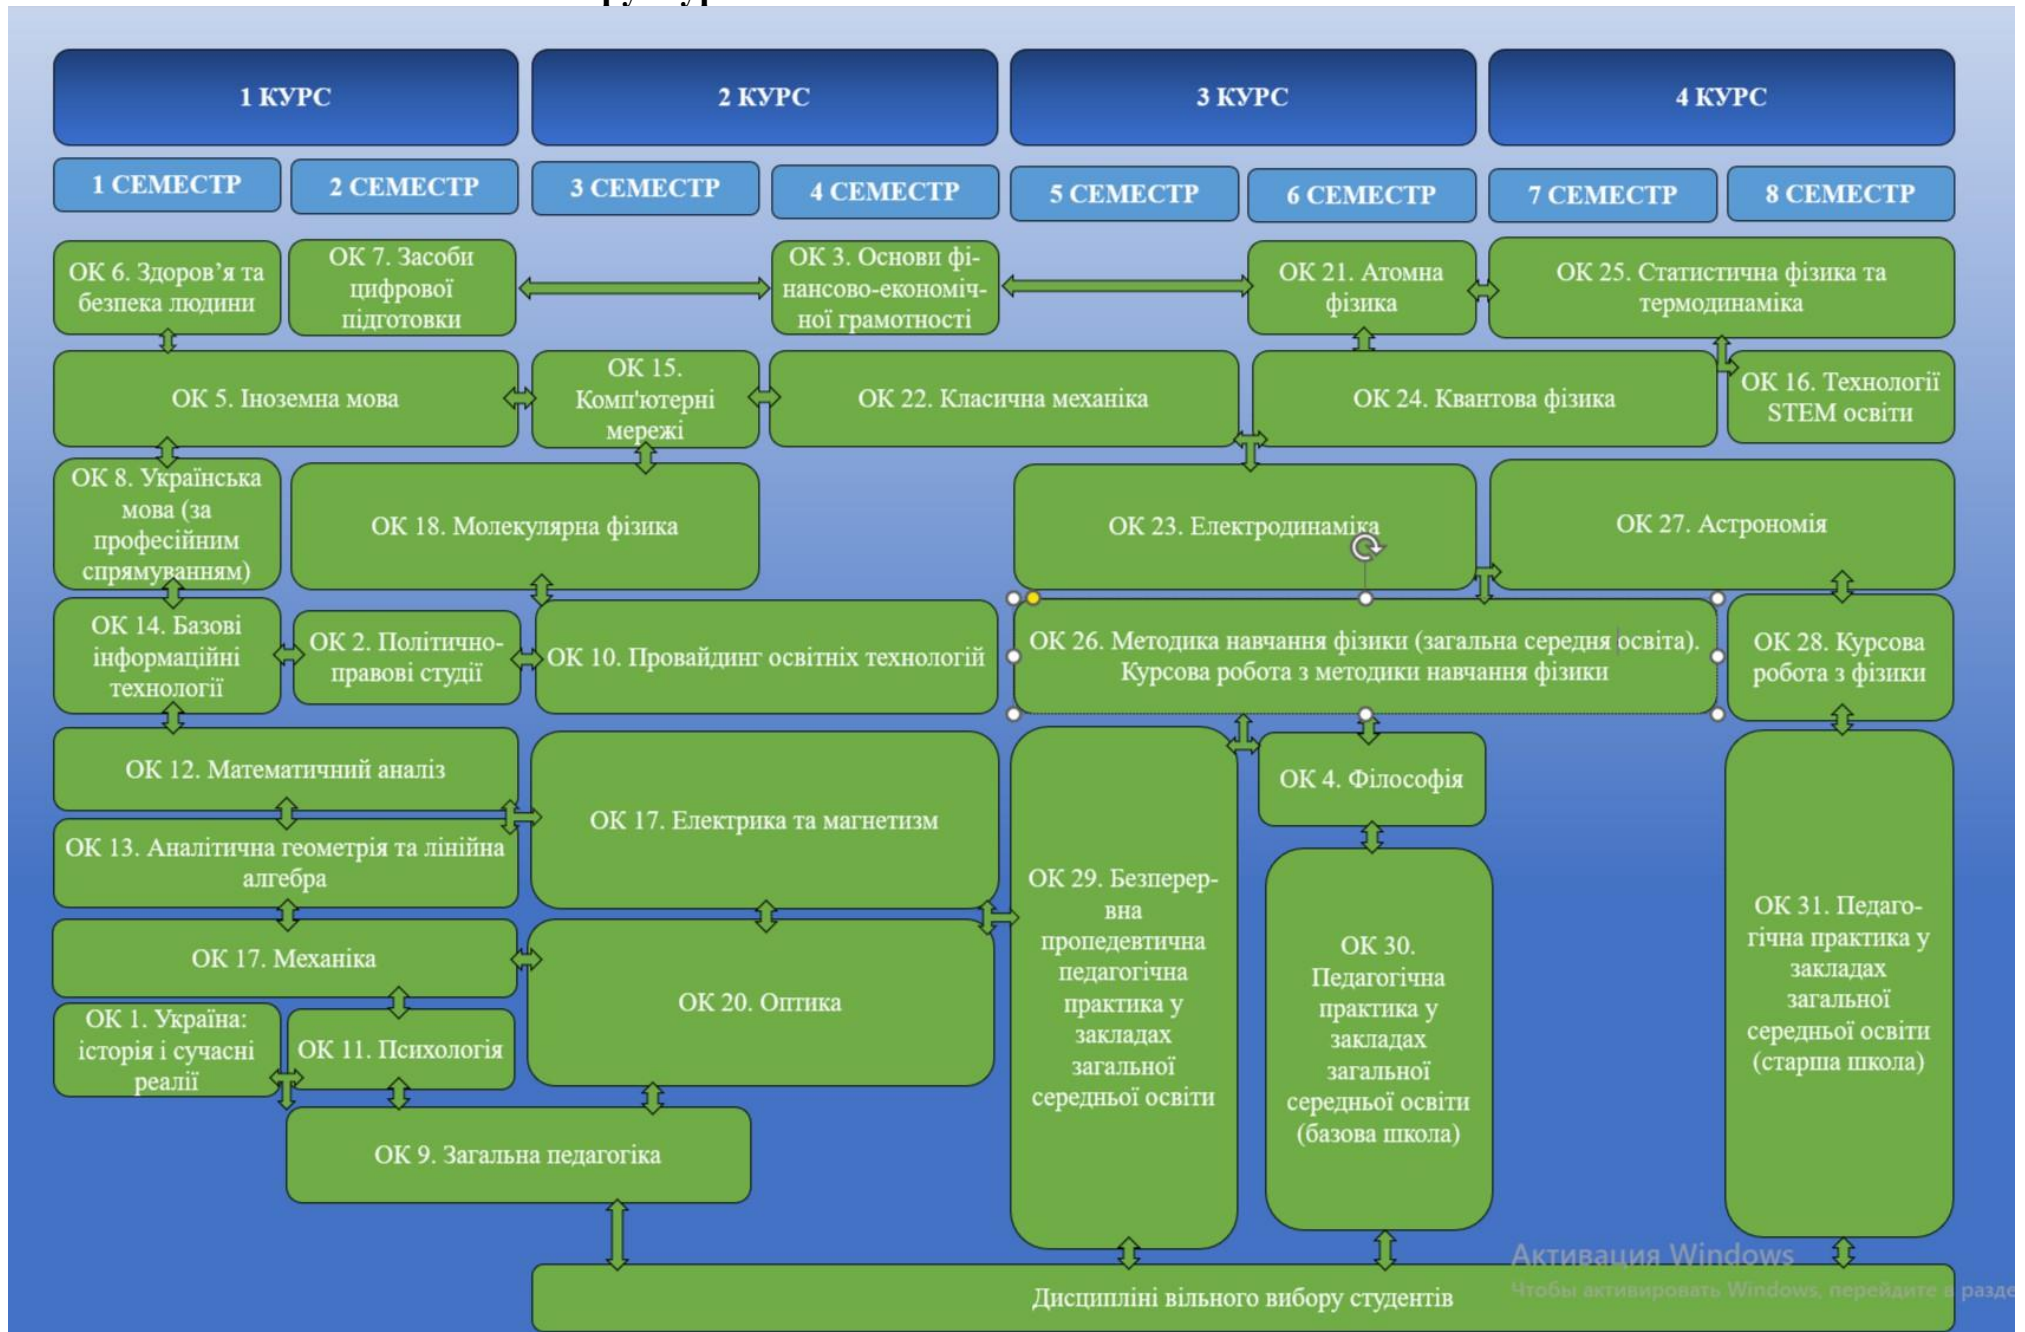 1 КУРС
2 КУРС
3 КУРС
4 КУРС
1 СЕМЕСТР
2 СЕМЕСТР
3 СЕМЕСТР
4 СЕМЕСТР
5 СЕМЕСТР
6 СЕМЕСТР
7 СЕМЕСТР
8 СЕМЕСТР
ОК 6. Здоров’я та
безпека людини
ОК 7. Засоби
цифрової
підготовки
ОК 3. Основи фі-
нансово-економіч-
ної грамотності
ОК 21. Атомна
фізика
ОК 25. Статистична фізика та
термодинаміка
ОК 5. Іноземна мова
ОК 15.
Комп'ютерні
мережі
ОК 22. Класична механіка
ОК 24. Квантова фізика
ОК 16. Технології
STEM освіти
ОК 8. Українська
мова (за
професійним
спрямуванням)
ОК 18. Молекулярна фізика
ОК 23. Електродинаміка
ОК 27. Астрономія
ОК 14. Базові
інформаційні
технології
ОК 2. Політично-
правові студії
ОК 10. Провайдинг освітніх технологій
ОК 26. Методика навчання фізики (загальна середня освіта).
Курсова робота з методики навчання фізики
ОК 28. Курсова
робота з фізики
ОК 12. Математичний аналіз
ОК 17. Електрика та магнетизм
ОК 4. Філософія
ОК 13. Аналітична геометрія та лінійна
алгебра
ОК 29. Безперер-
вна
пропедевтична
педагогічна
практика у
закладах
загальної
середньої освіти
ОК 30.
Педагогічна
практика у
закладах
загальної
середньої освіти
(базова школа)
ОК 31. Педаго-
гічна практика у
закладах
загальної
середньої освіти
(старша школа)
ОК 17. Механіка
ОК 20. Оптика
ОК 1. Україна:
історія і сучасні
реалії
ОК 11. Психологія
ОК 9. Загальна педагогіка
Дисципліні вільного вибору студентів
Активация Windows
Чтобы активировать Windows, перейдите в разде